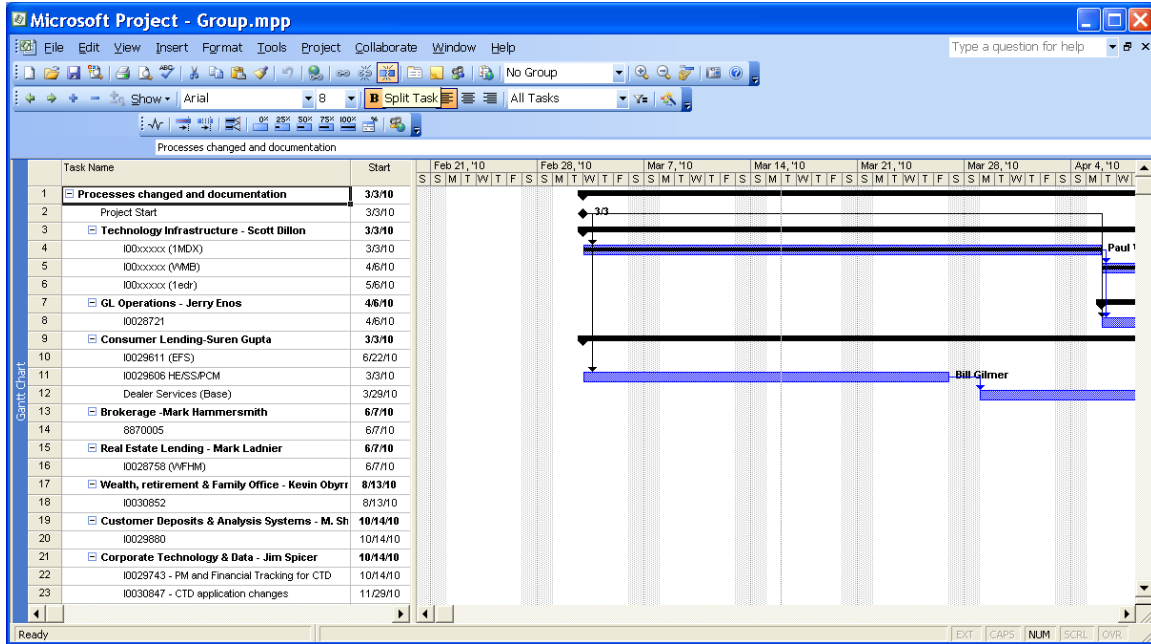 Microsoft Project - Group.mpp
File Edit View Insert Format Tools Project Collaborate Window Help Type a question for help
No Group
Show Arial 8 B Split Task All Tasks
0% 25% 50% 75% 100%
Processes changed and documentation
Task Name Start Feb 21, '10 Feb 28, '10 Mar 7, '10 Mar 14, '10 Mar 21, '10 Mar 28, '10 Apr 4, '10
S S M T W T F S S M T W T F S S M T W T F S S M T W T F S S M T W T F S S M T W T F S S M T W
1 Processes changed and documentation 3/3/10
2 Project Start 3/3/10 3/3
3 Technology Infrastructure - Scott Dillon 3/3/10
4 I00xxxxx (1MDX) 3/3/10 Paul
5 I00xxxxx (WMB) 4/6/10
6 I00xxxxx (1edr) 5/6/10
7 GL Operations - Jerry Enos 4/6/10
8 I0028721 4/6/10
9 Consumer Lending-Suren Gupta 3/3/10
10 I0029611 (EFS) 6/22/10
11 I0029606 HE/SS/PCM 3/3/10 Bill Gilmer
12 Dealer Services (Base) 3/29/10
13 Brokerage -Mark Hammersmith 6/7/10
14 8870005 6/7/10
15 Real Estate Lending - Mark Ladnier 6/7/10
16 I0028758 (WFHM) 6/7/10
17 Wealth, retirement & Family Office - Kevin Obyrr 8/13/10
18 I0030852 8/13/10
19 Customer Deposits & Analysis Systems - M. Sh 10/14/10
20 I0029880 10/14/10
21 Corporate Technology & Data - Jim Spicer 10/14/10
22 I0029743 - PM and Financial Tracking for CTD 10/14/10
23 I0030847 - CTD application changes 11/29/10
Gantt Chart
Ready EXT CAPS NUM SCRL OVR